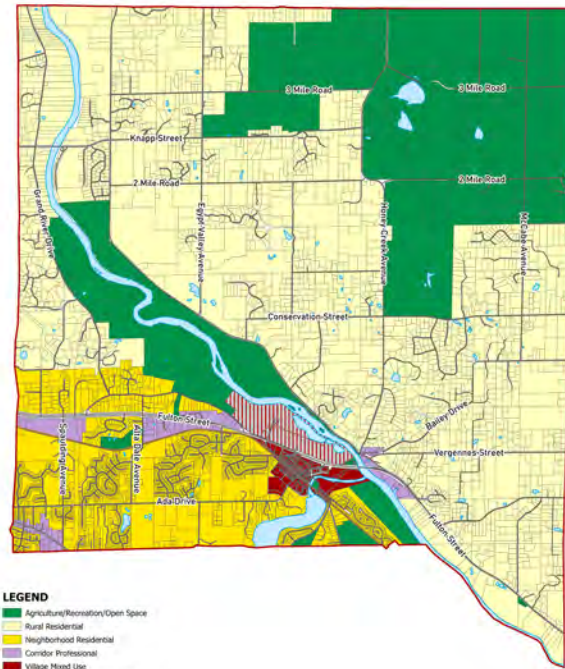 3 Mile Road
3 Mile Road
Knapp Street
2 Mile Road
2 Mile Road
Grand River Drive
Egypt Valley Avenue
Honey Creek Avenue
McCabe Avenue
Conservation Street
Bailey Drive
Fulton Street
Spaulding Avenue
Alta Dale Avenue
Vergennes Street
Ada Drive
Fulton Street
LEGEND
Agriculture/Recreation/Open Space
Rural Residential
Neighborhood Residential
Corridor Professional
Village Mixed Use